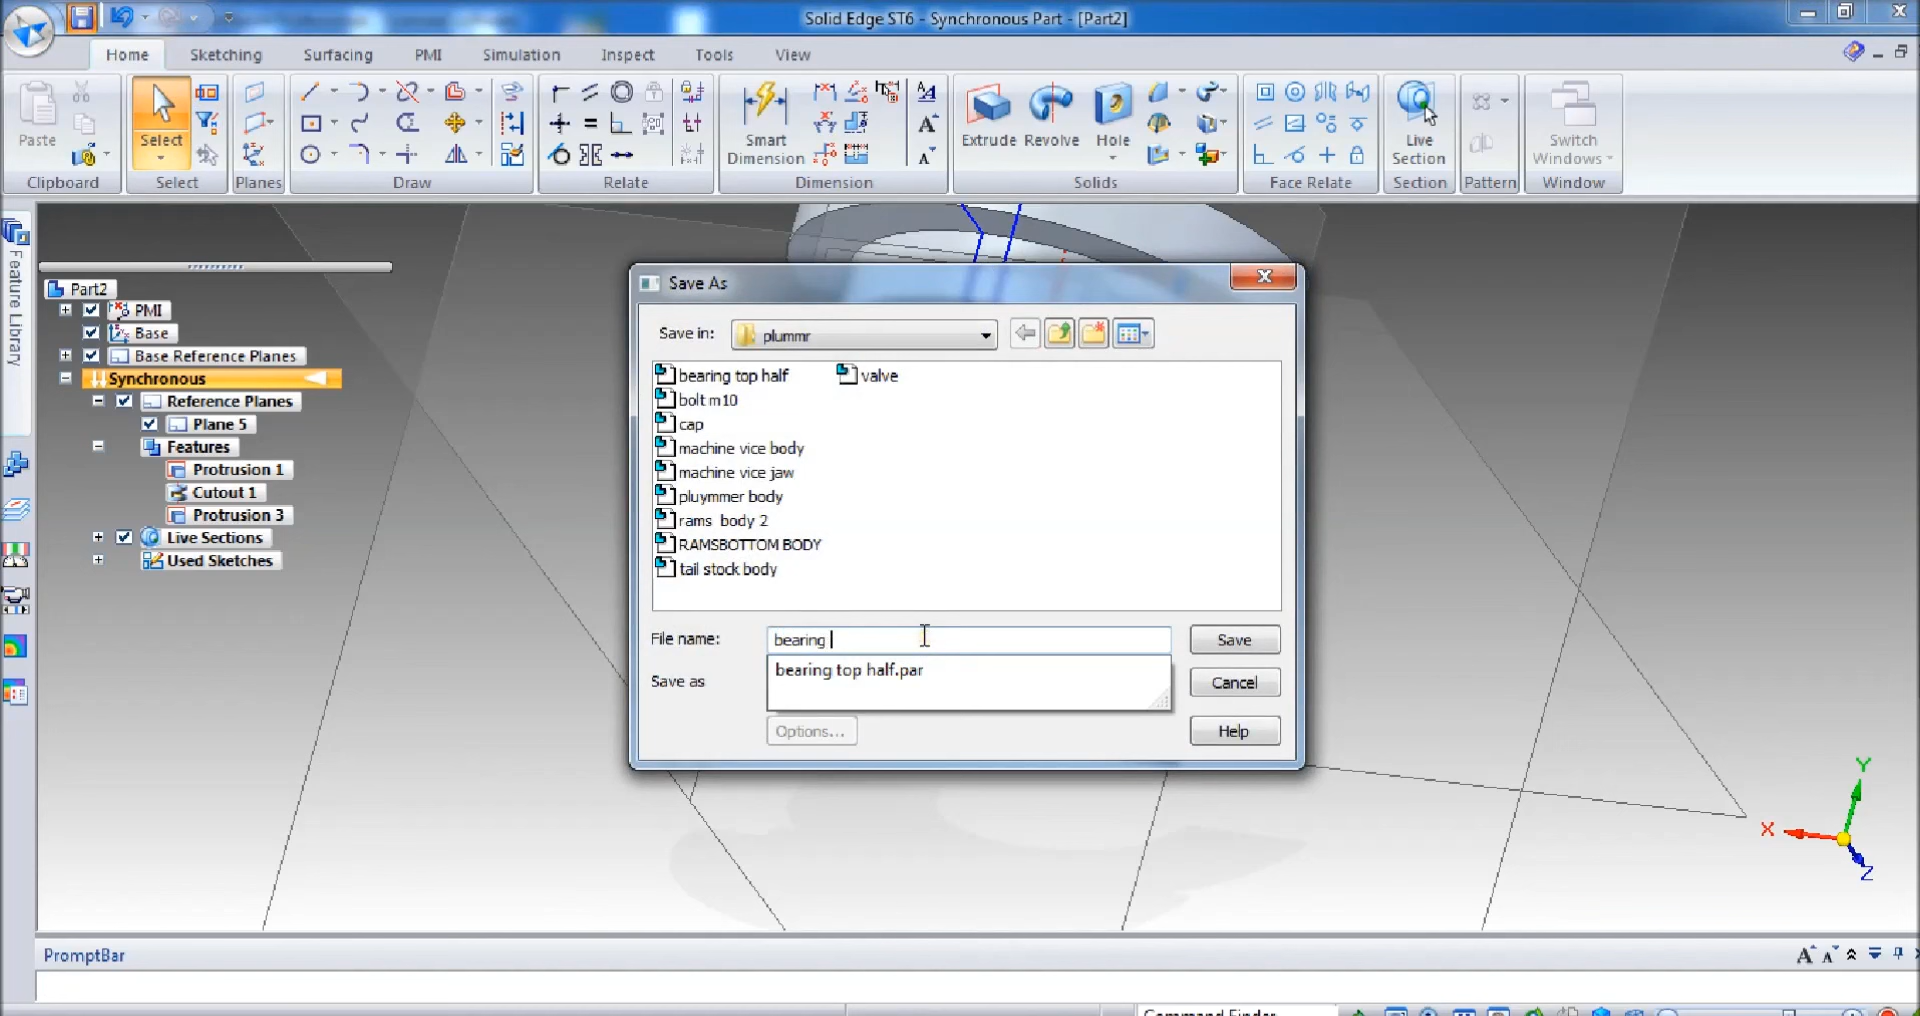 Solid Edge ST6 - Synchronous Part - [Part2]
Home Sketching Surfacing PMI Simulation Inspect Tools View
Paste
Select
Smart Dimension
Extrude Revolve Hole
Live Section
Switch Windows
Clipboard Select Planes Draw Relate Dimension Solids Face Relate Section Pattern Window
Feature Library
Part2
PMI
Base
Base Reference Planes
Synchronous
Reference Planes
Plane 5
Features
Protrusion 1
Cutout 1
Protrusion 3
Live Sections
Used Sketches
Save As
Save in: plummr
bearing top half valve
bolt m10
cap
machine vice body
machine vice jaw
pluymmer body
rams body 2
RAMSBOTTOM BODY
tail stock body
File name: bearing Save
bearing top half.par
Save as Cancel
Options... Help
Y
X
Z
PromptBar
Command Finder